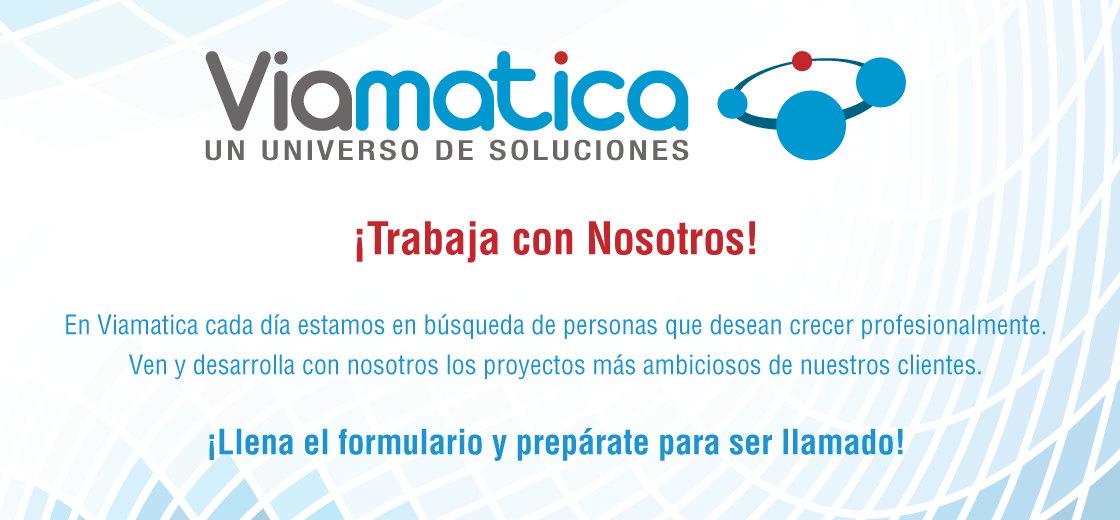 Viamatica
UN UNIVERSO DE SOLUCIONES
¡Trabaja con Nosotros!
En Viamatica cada día estamos en búsqueda de personas que desean crecer profesionalmente.
Ven y desarrolla con nosotros los proyectos más ambiciosos de nuestros clientes.
¡Llena el formulario y prepárate para ser llamado!